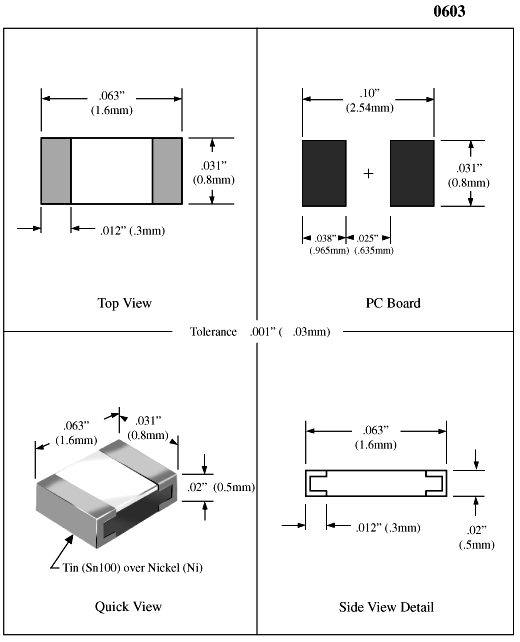 0603
.063”
(1.6mm)
.031”
(0.8mm)
.012” (.3mm)
Top View
.10”
(2.54mm)
.031”
(0.8mm)
.038” .025”
(.965mm) (.635mm)
PC Board
Tolerance .001” ( .03mm)
.063”
(1.6mm)
.031”
(0.8mm)
.02” (0.5mm)
Tin (Sn100) over Nickel (Ni)
Quick View
.063”
(1.6mm)
.012” (.3mm)
.02”
(.5mm)
Side View Detail